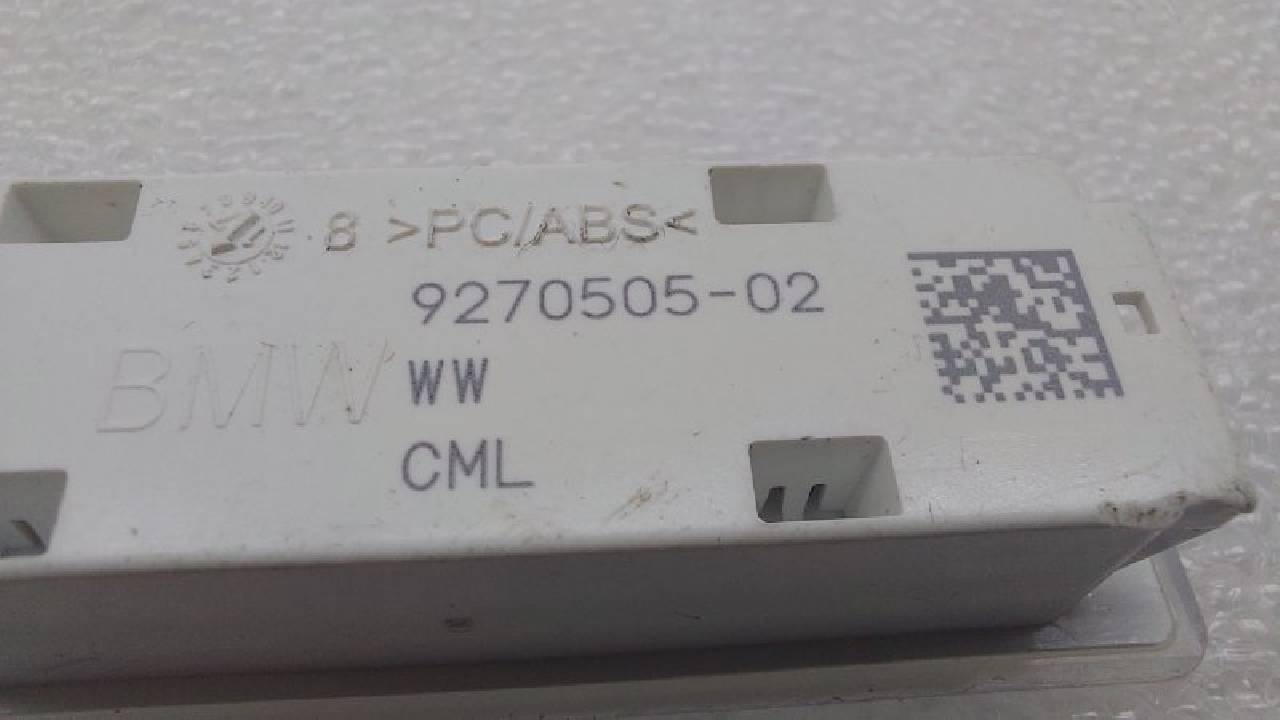 8 >PC/ABS<
9270505-02
BMW WW
CML